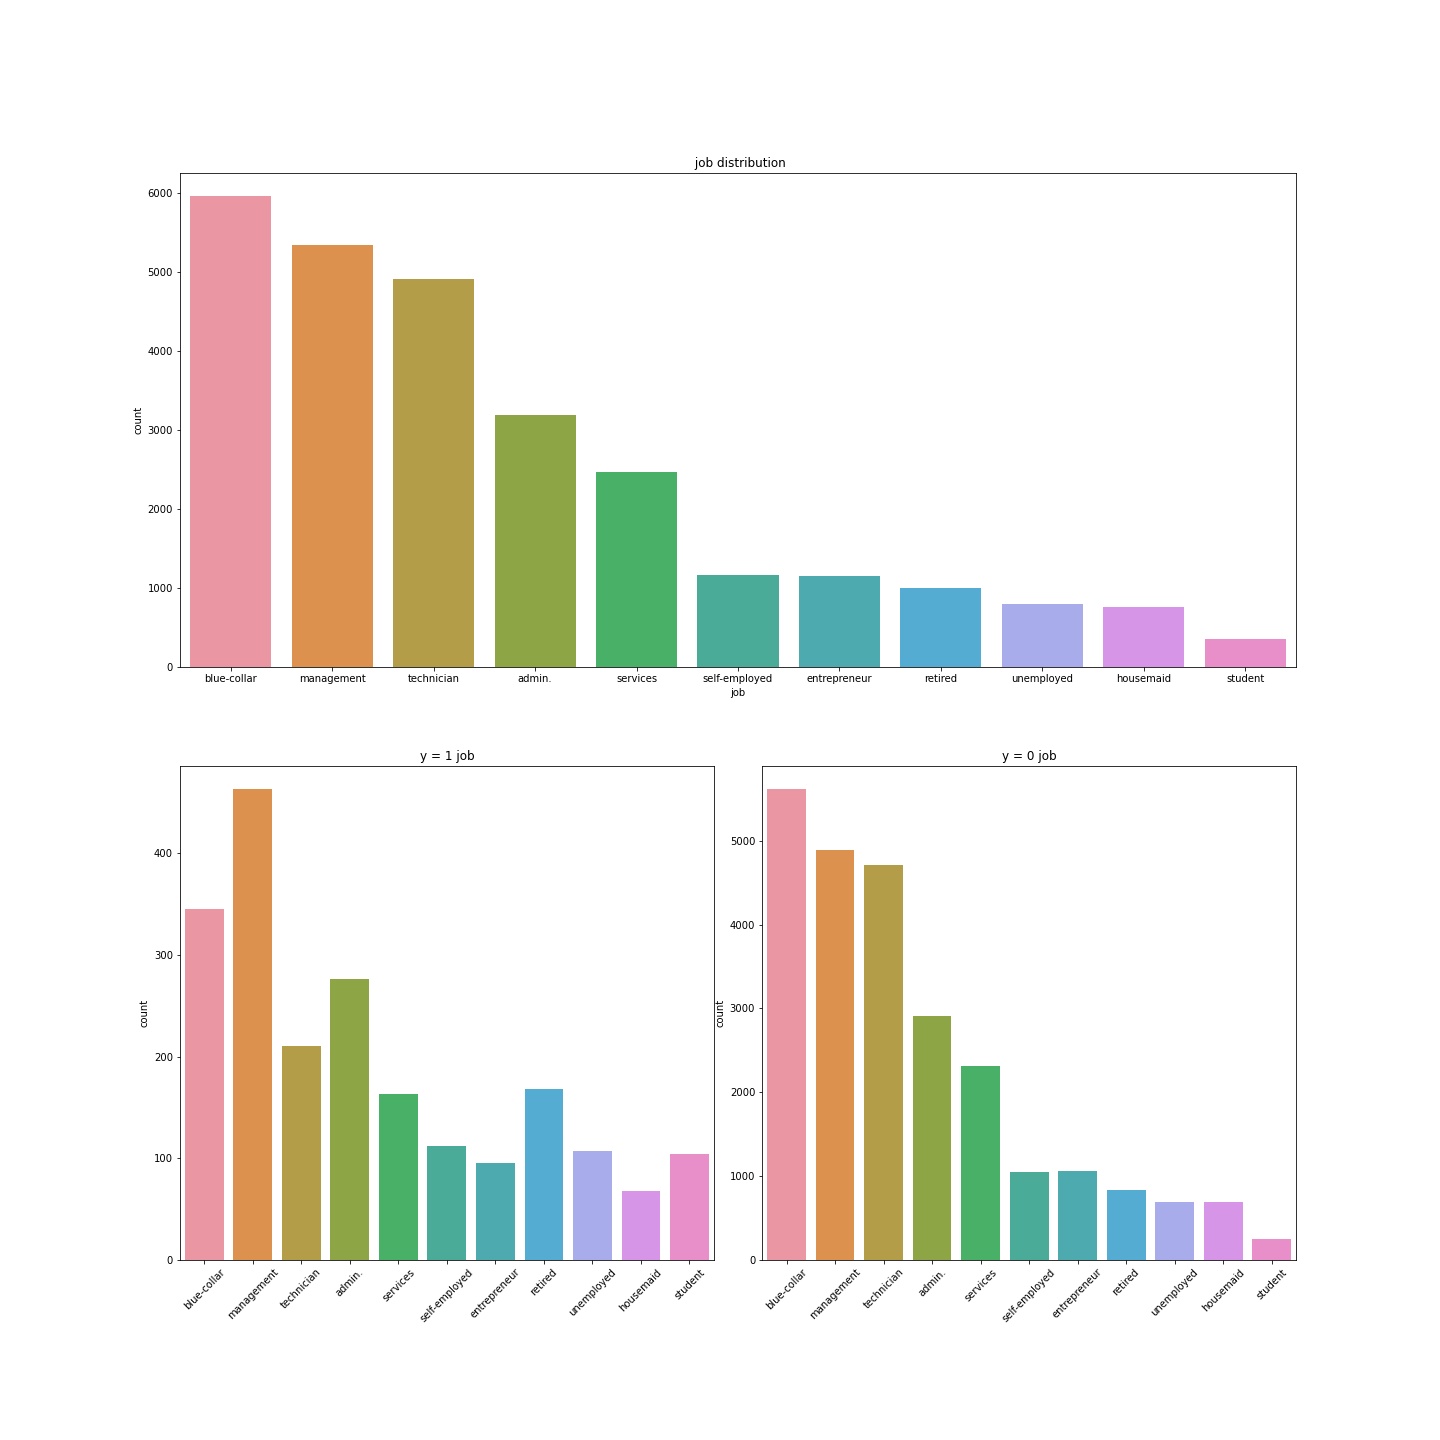 job distribution
6000
5000
4000
3000
2000
1000
0
count
blue-collar management technician admin. services self-employed entrepreneur retired unemployed housemaid student
job
y = 1 job
400
300
200
100
0
count
blue-collar management technician admin. services self-employed entrepreneur retired unemployed housemaid student
y = 0 job
5000
4000
3000
2000
1000
0
count
blue-collar management technician admin. services self-employed entrepreneur retired unemployed housemaid student